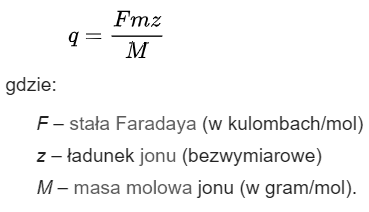 q = Fmz / M
gdzie:
F – stała Faradaya (w kulombach/mol)
z – ładunek jonu (bezwymiarowe)
M – masa molowa jonu (w gram/mol).